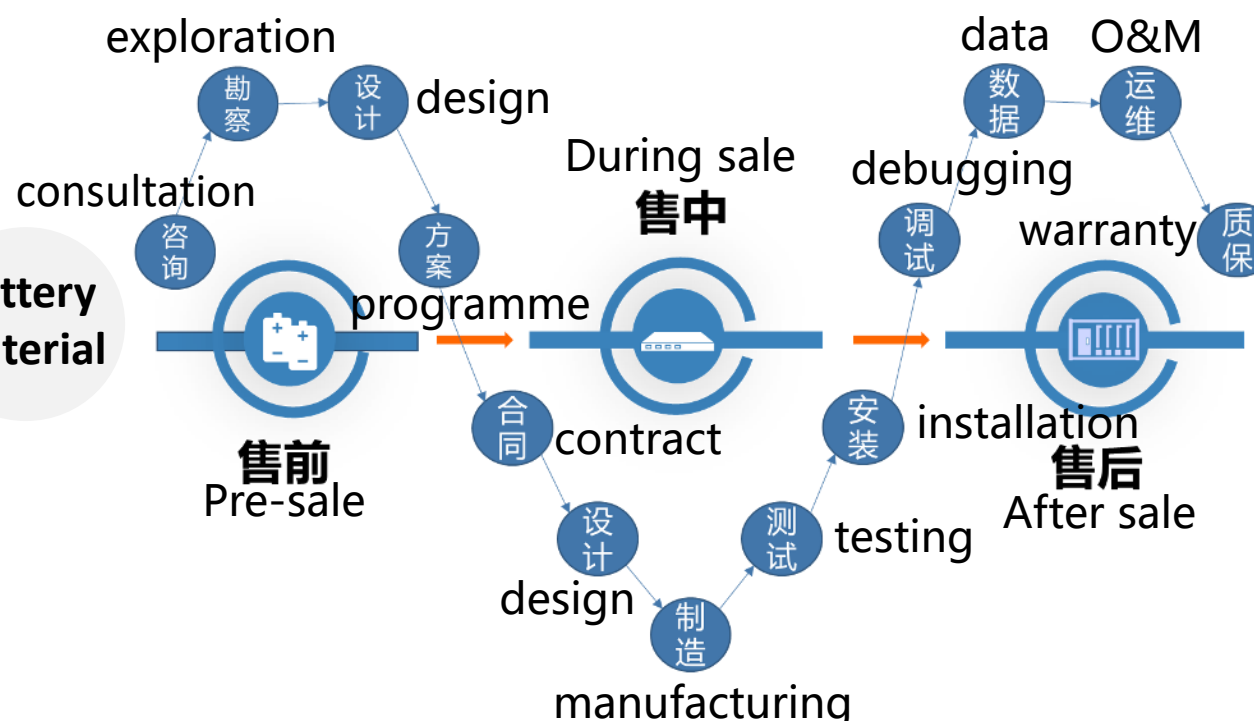 exploration
勘察
设计
design
consultation
咨询
方案
programme
售前
Pre-sale
During sale
售中
合同
contract
设计
design
制造
manufacturing
测试
testing
安装
installation
调试
debugging
数据
data
运维
O&M
质保
warranty
售后
After sale